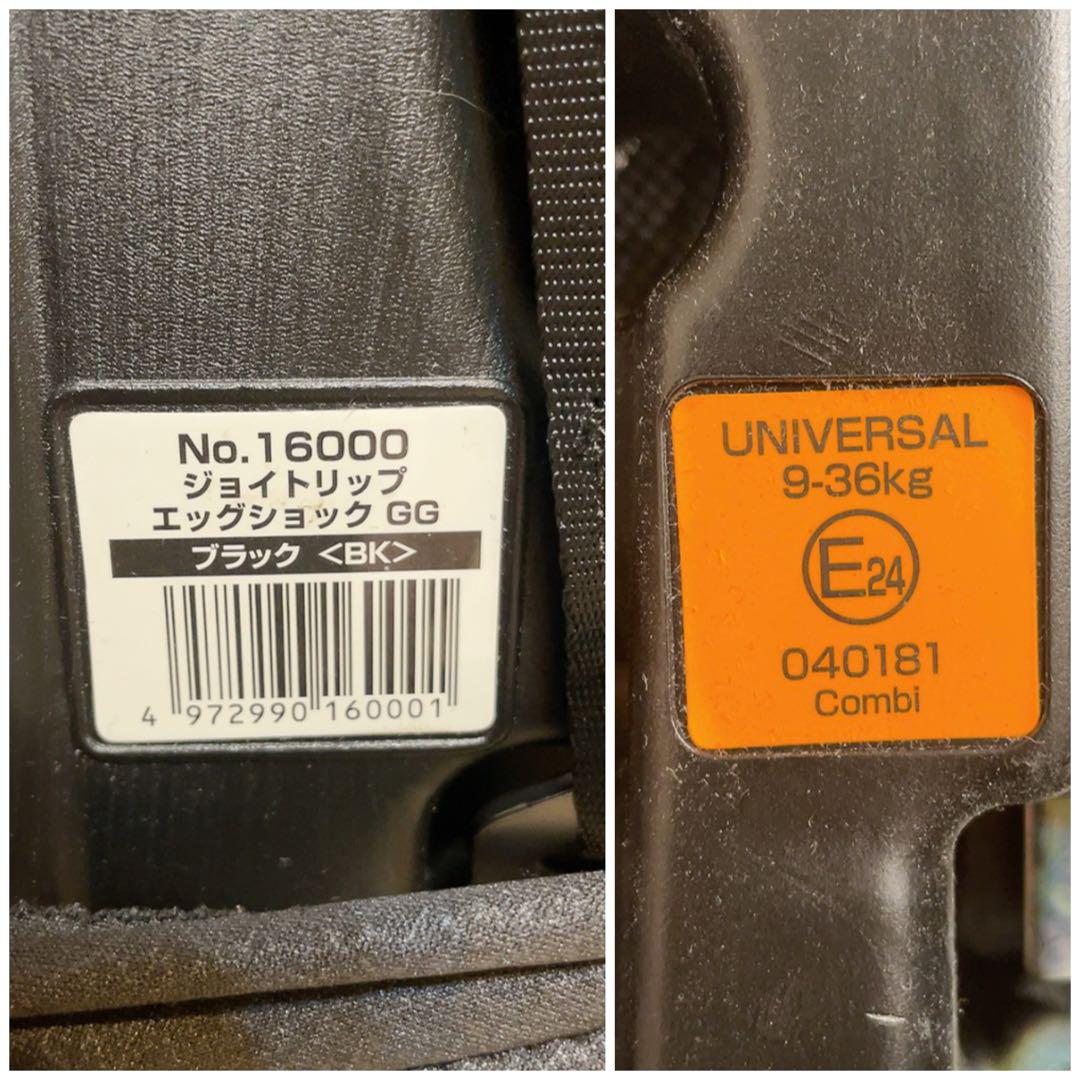 No.16000
ジョイトリップ
エッグショック GG
ブラック <BK>
4 972990 160001
UNIVERSAL
9-36kg
E24
040181
Combi